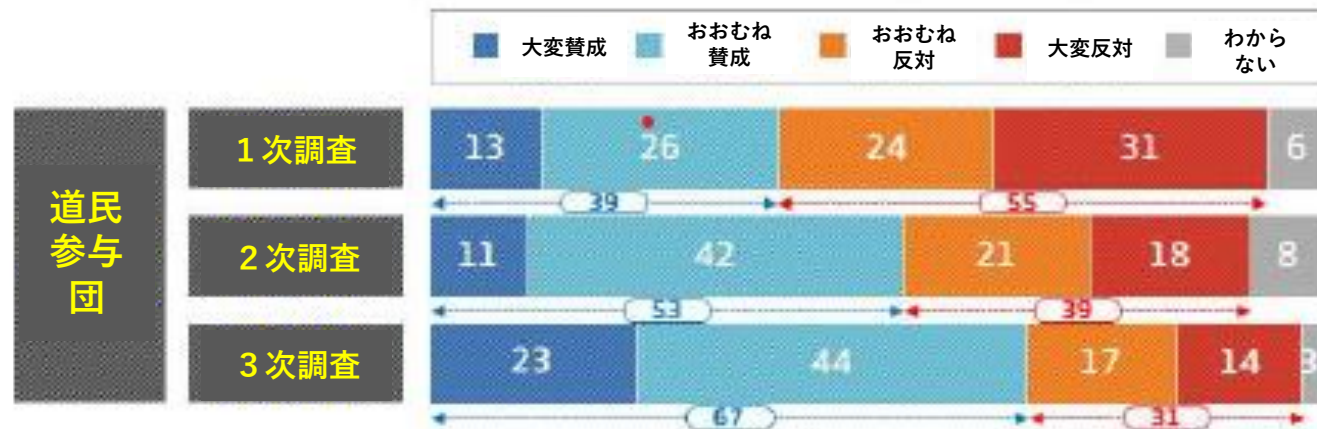 大変賛成
おおむね
賛成
おおむね
反対
大変反対
わから
ない
道民
参与
団
1次調査
13 26 24 31 6
39 55
2次調査
11 42 21 18 8
53 39
3次調査
23 44 17 14 3
67 31